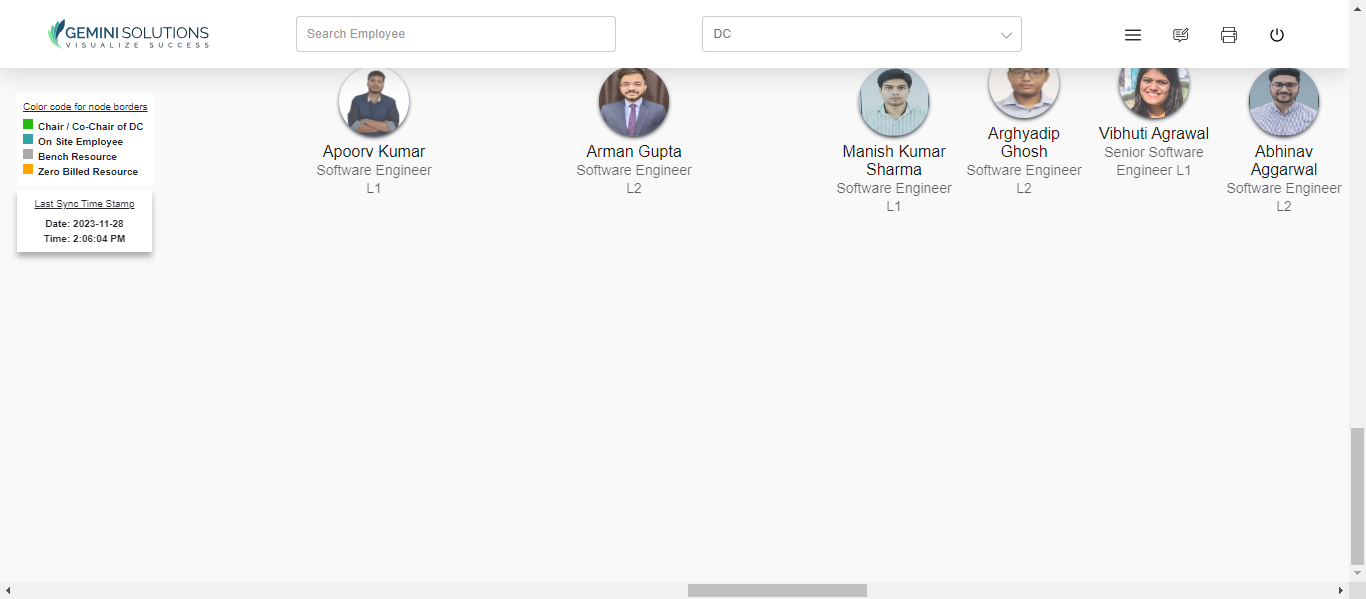 GEMINI SOLUTIONS
VISUALIZE SUCCESS
Search Employee
DC
Color code for node borders
Chair / Co-Chair of DC
On Site Employee
Bench Resource
Zero Billed Resource
Last Sync Time Stamp
Date: 2023-11-28
Time: 2:06:04 PM
Apoorv Kumar
Software Engineer
L1
Arman Gupta
Software Engineer
L2
Manish Kumar
Sharma
Software Engineer
L1
Arghyadip
Ghosh
Software Engineer
L2
Vibhuti Agrawal
Senior Software
Engineer L1
Abhinav
Aggarwal
Software Engineer
L2